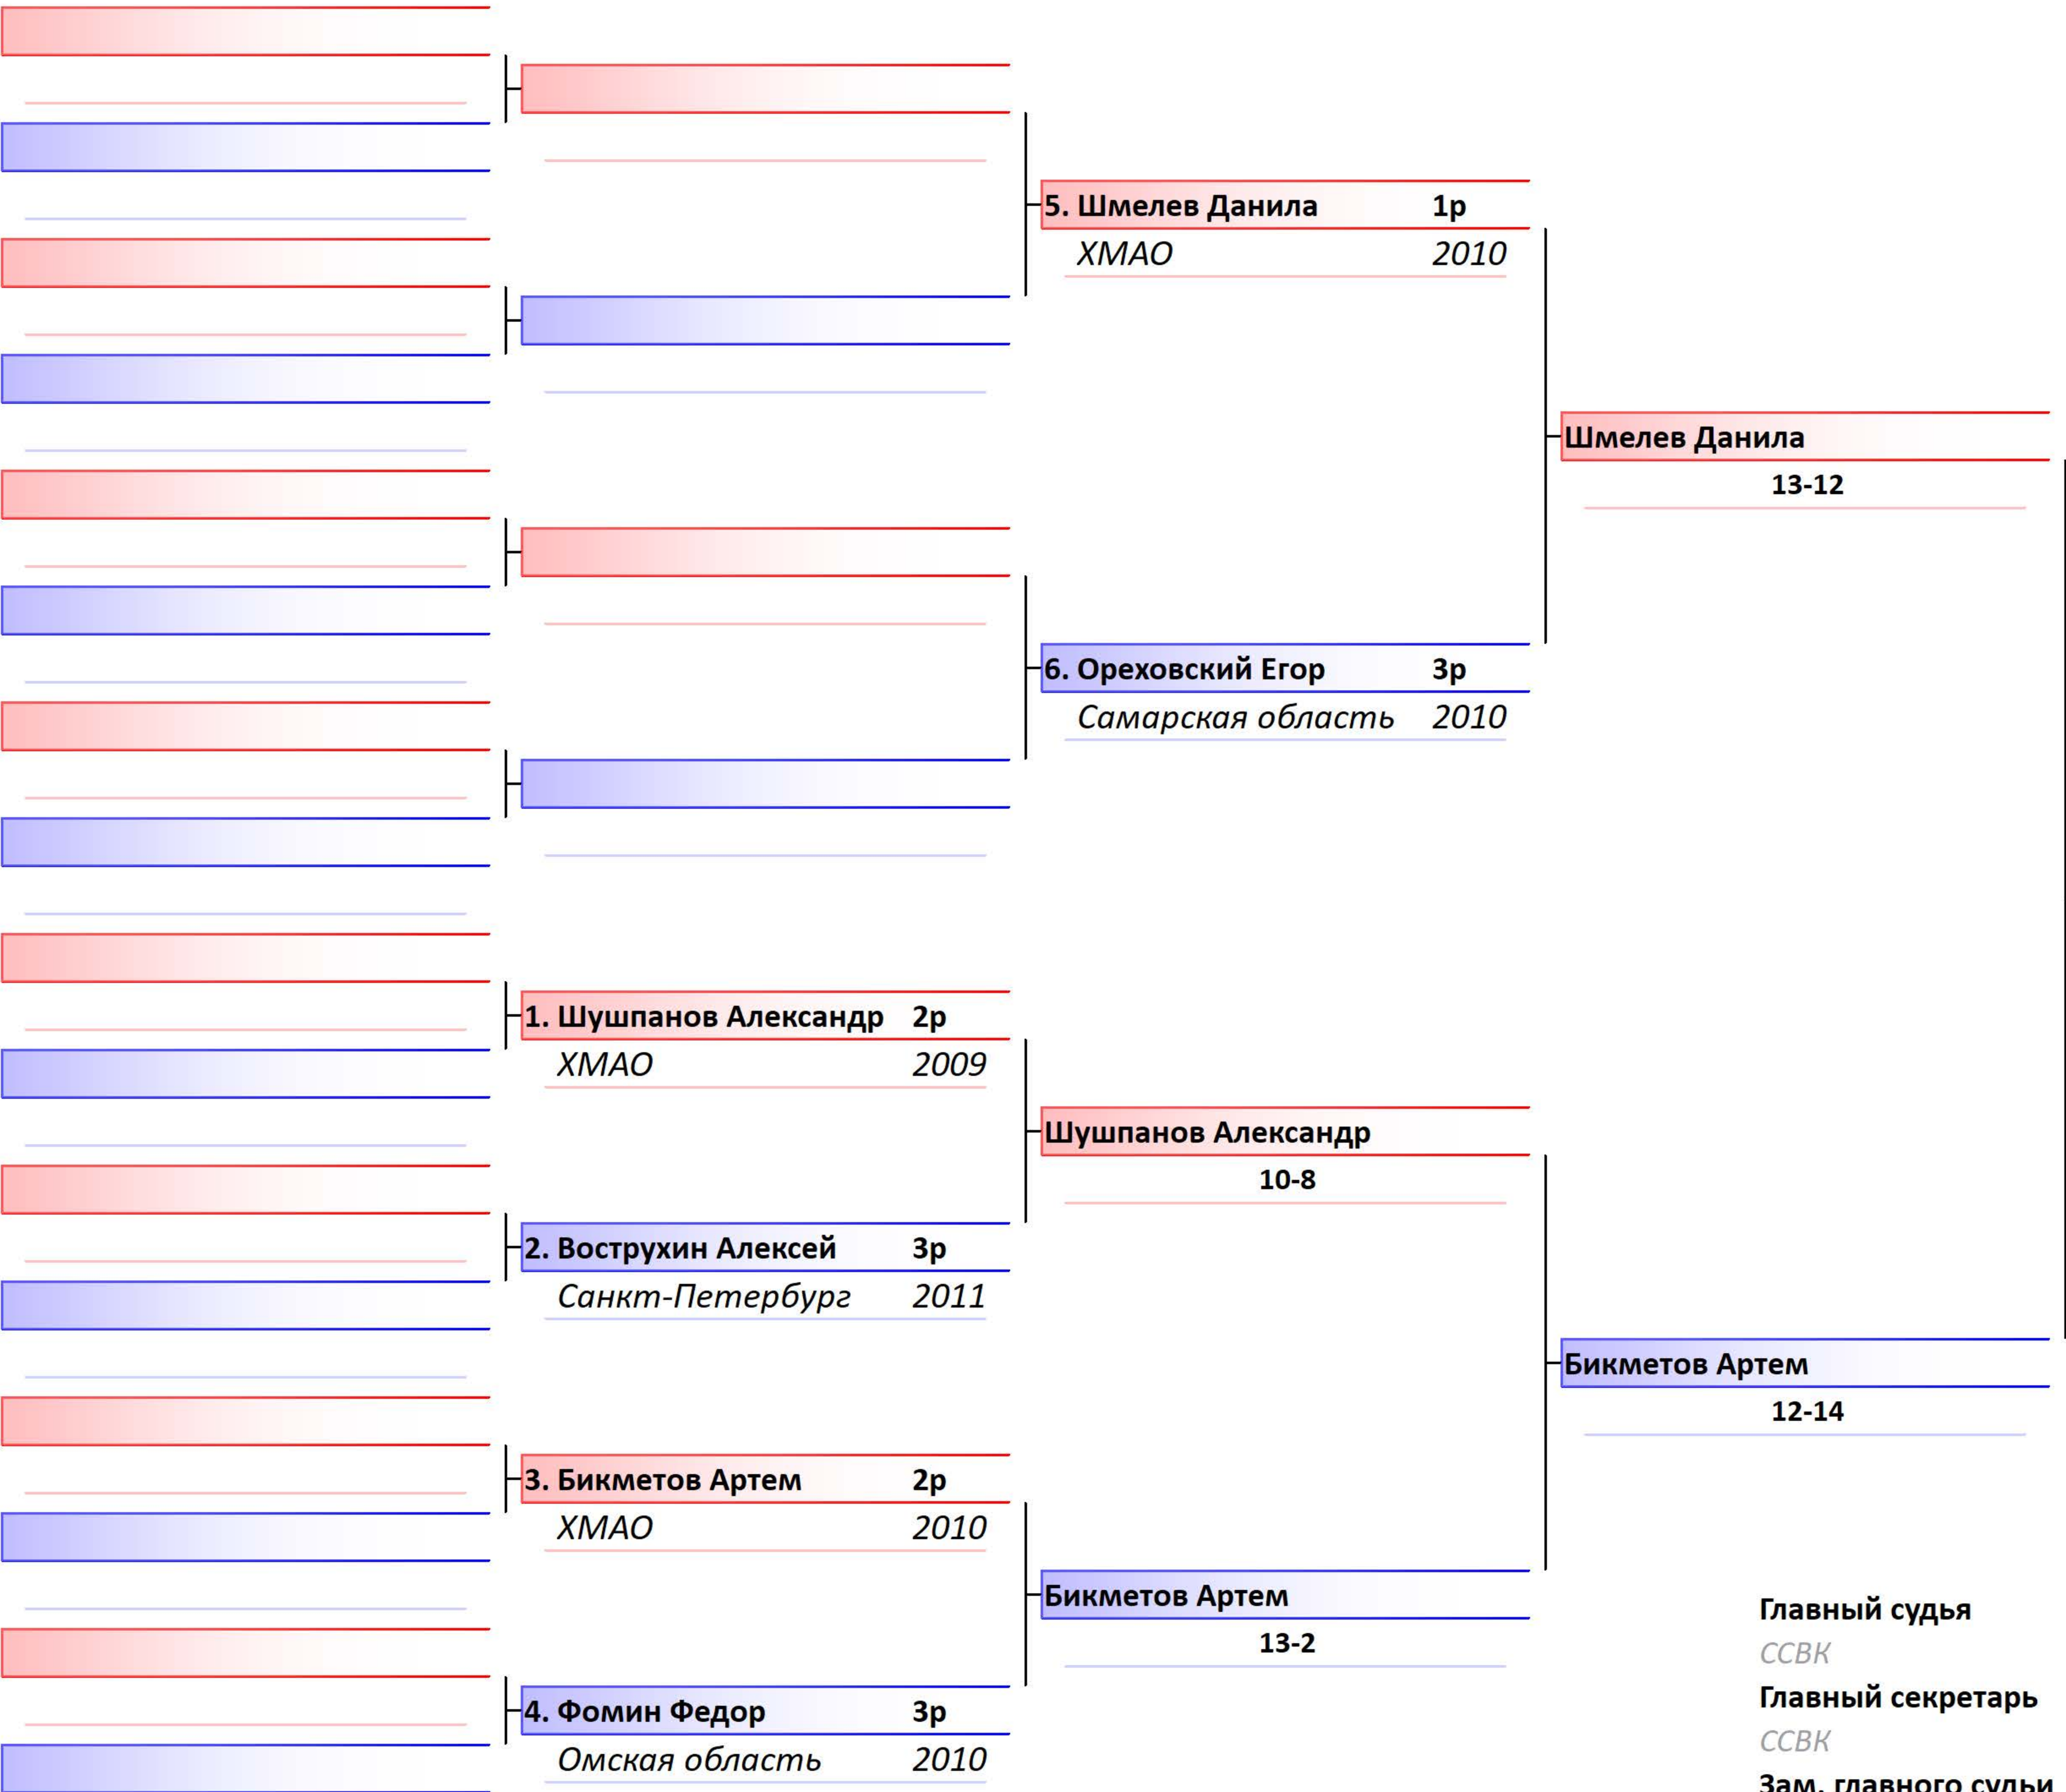 5. Шмелев Данила 1р
ХМАО 2010
Шмелев Данила
13-12
6. Ореховский Егор 3р
Самарская область 2010
1. Шушпанов Александр 2р
ХМАО 2009
Шушпанов Александр
10-8
2. Вострухин Алексей 3р
Санкт-Петербург 2011
Бикметов Артем
12-14
3. Бикметов Артем 2р
ХМАО 2010
Бикметов Артем
13-2
4. Фомин Федор 3р
Омская область 2010
Главный судья
ССВК
Главный секретарь
ССВК
Зам. главного судьи